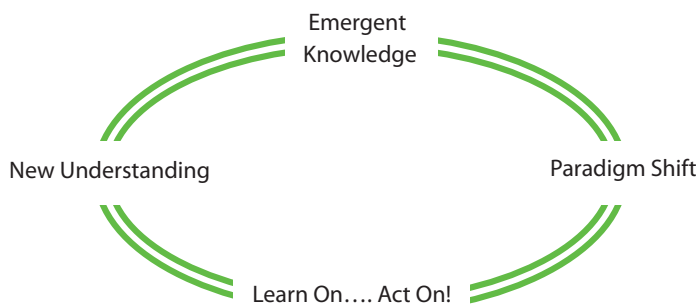 Emergent
Knowledge
New Understanding
Paradigm Shift
Learn On…. Act On!